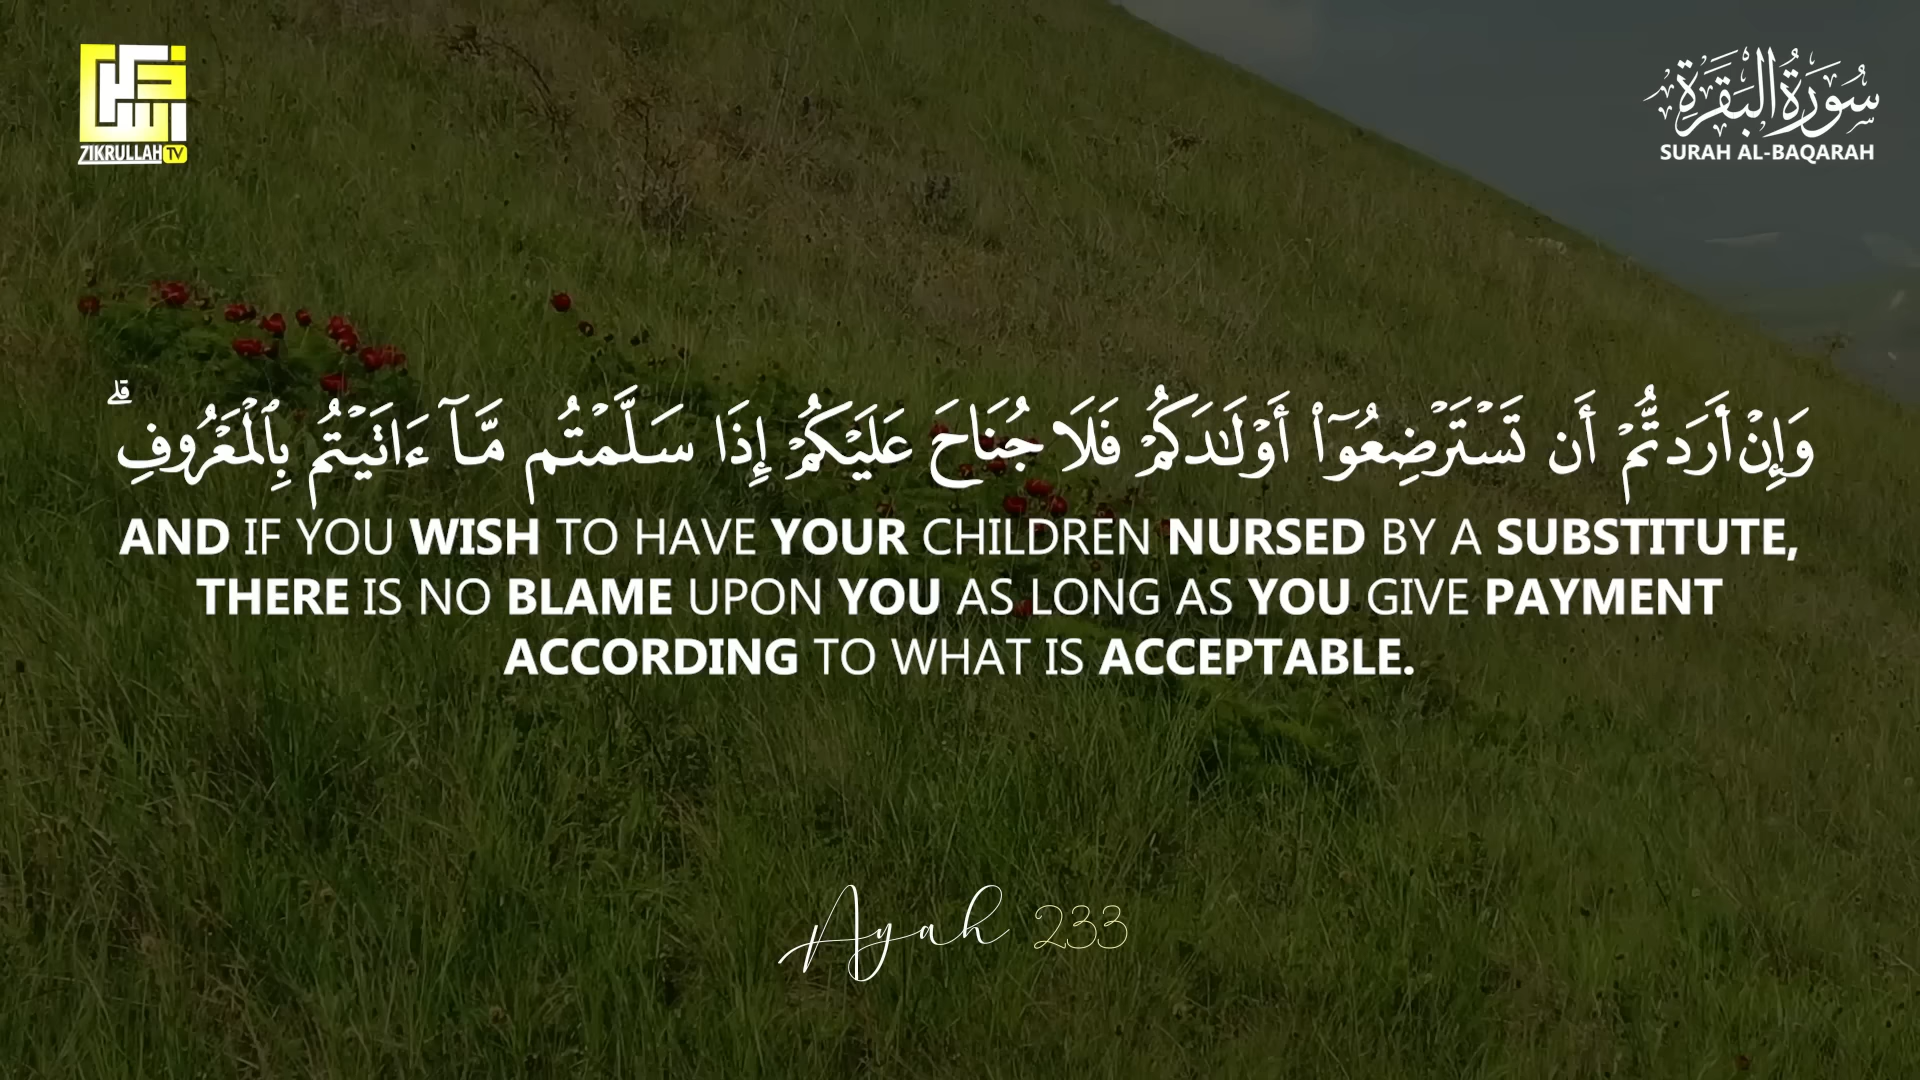 ZIKRULLAH TV
سُورَةُ البَقَرَةِ
SURAH AL-BAQARAH
وَإِنْ أَرَدتُّمْ أَن تَسْتَرْضِعُوٓا۟ أَوْلَـٰدَكُمْ فَلَا جُنَاحَ عَلَيْكُمْ إِذَا سَلَّمْتُم مَّآ ءَاتَيْتُم بِٱلْمَعْرُوفِ ۗ
AND IF YOU WISH TO HAVE YOUR CHILDREN NURSED BY A SUBSTITUTE,
THERE IS NO BLAME UPON YOU AS LONG AS YOU GIVE PAYMENT
ACCORDING TO WHAT IS ACCEPTABLE.
Ayah 233